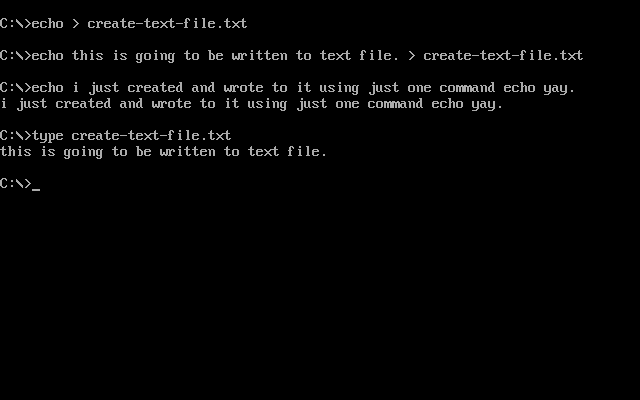 C:\>echo > create-text-file.txt
C:\>echo this is going to be written to text file. > create-text-file.txt
C:\>echo i just created and wrote to it using just one command echo yay.
i just created and wrote to it using just one command echo yay.
C:\>type create-text-file.txt
this is going to be written to text file.
C:\>_